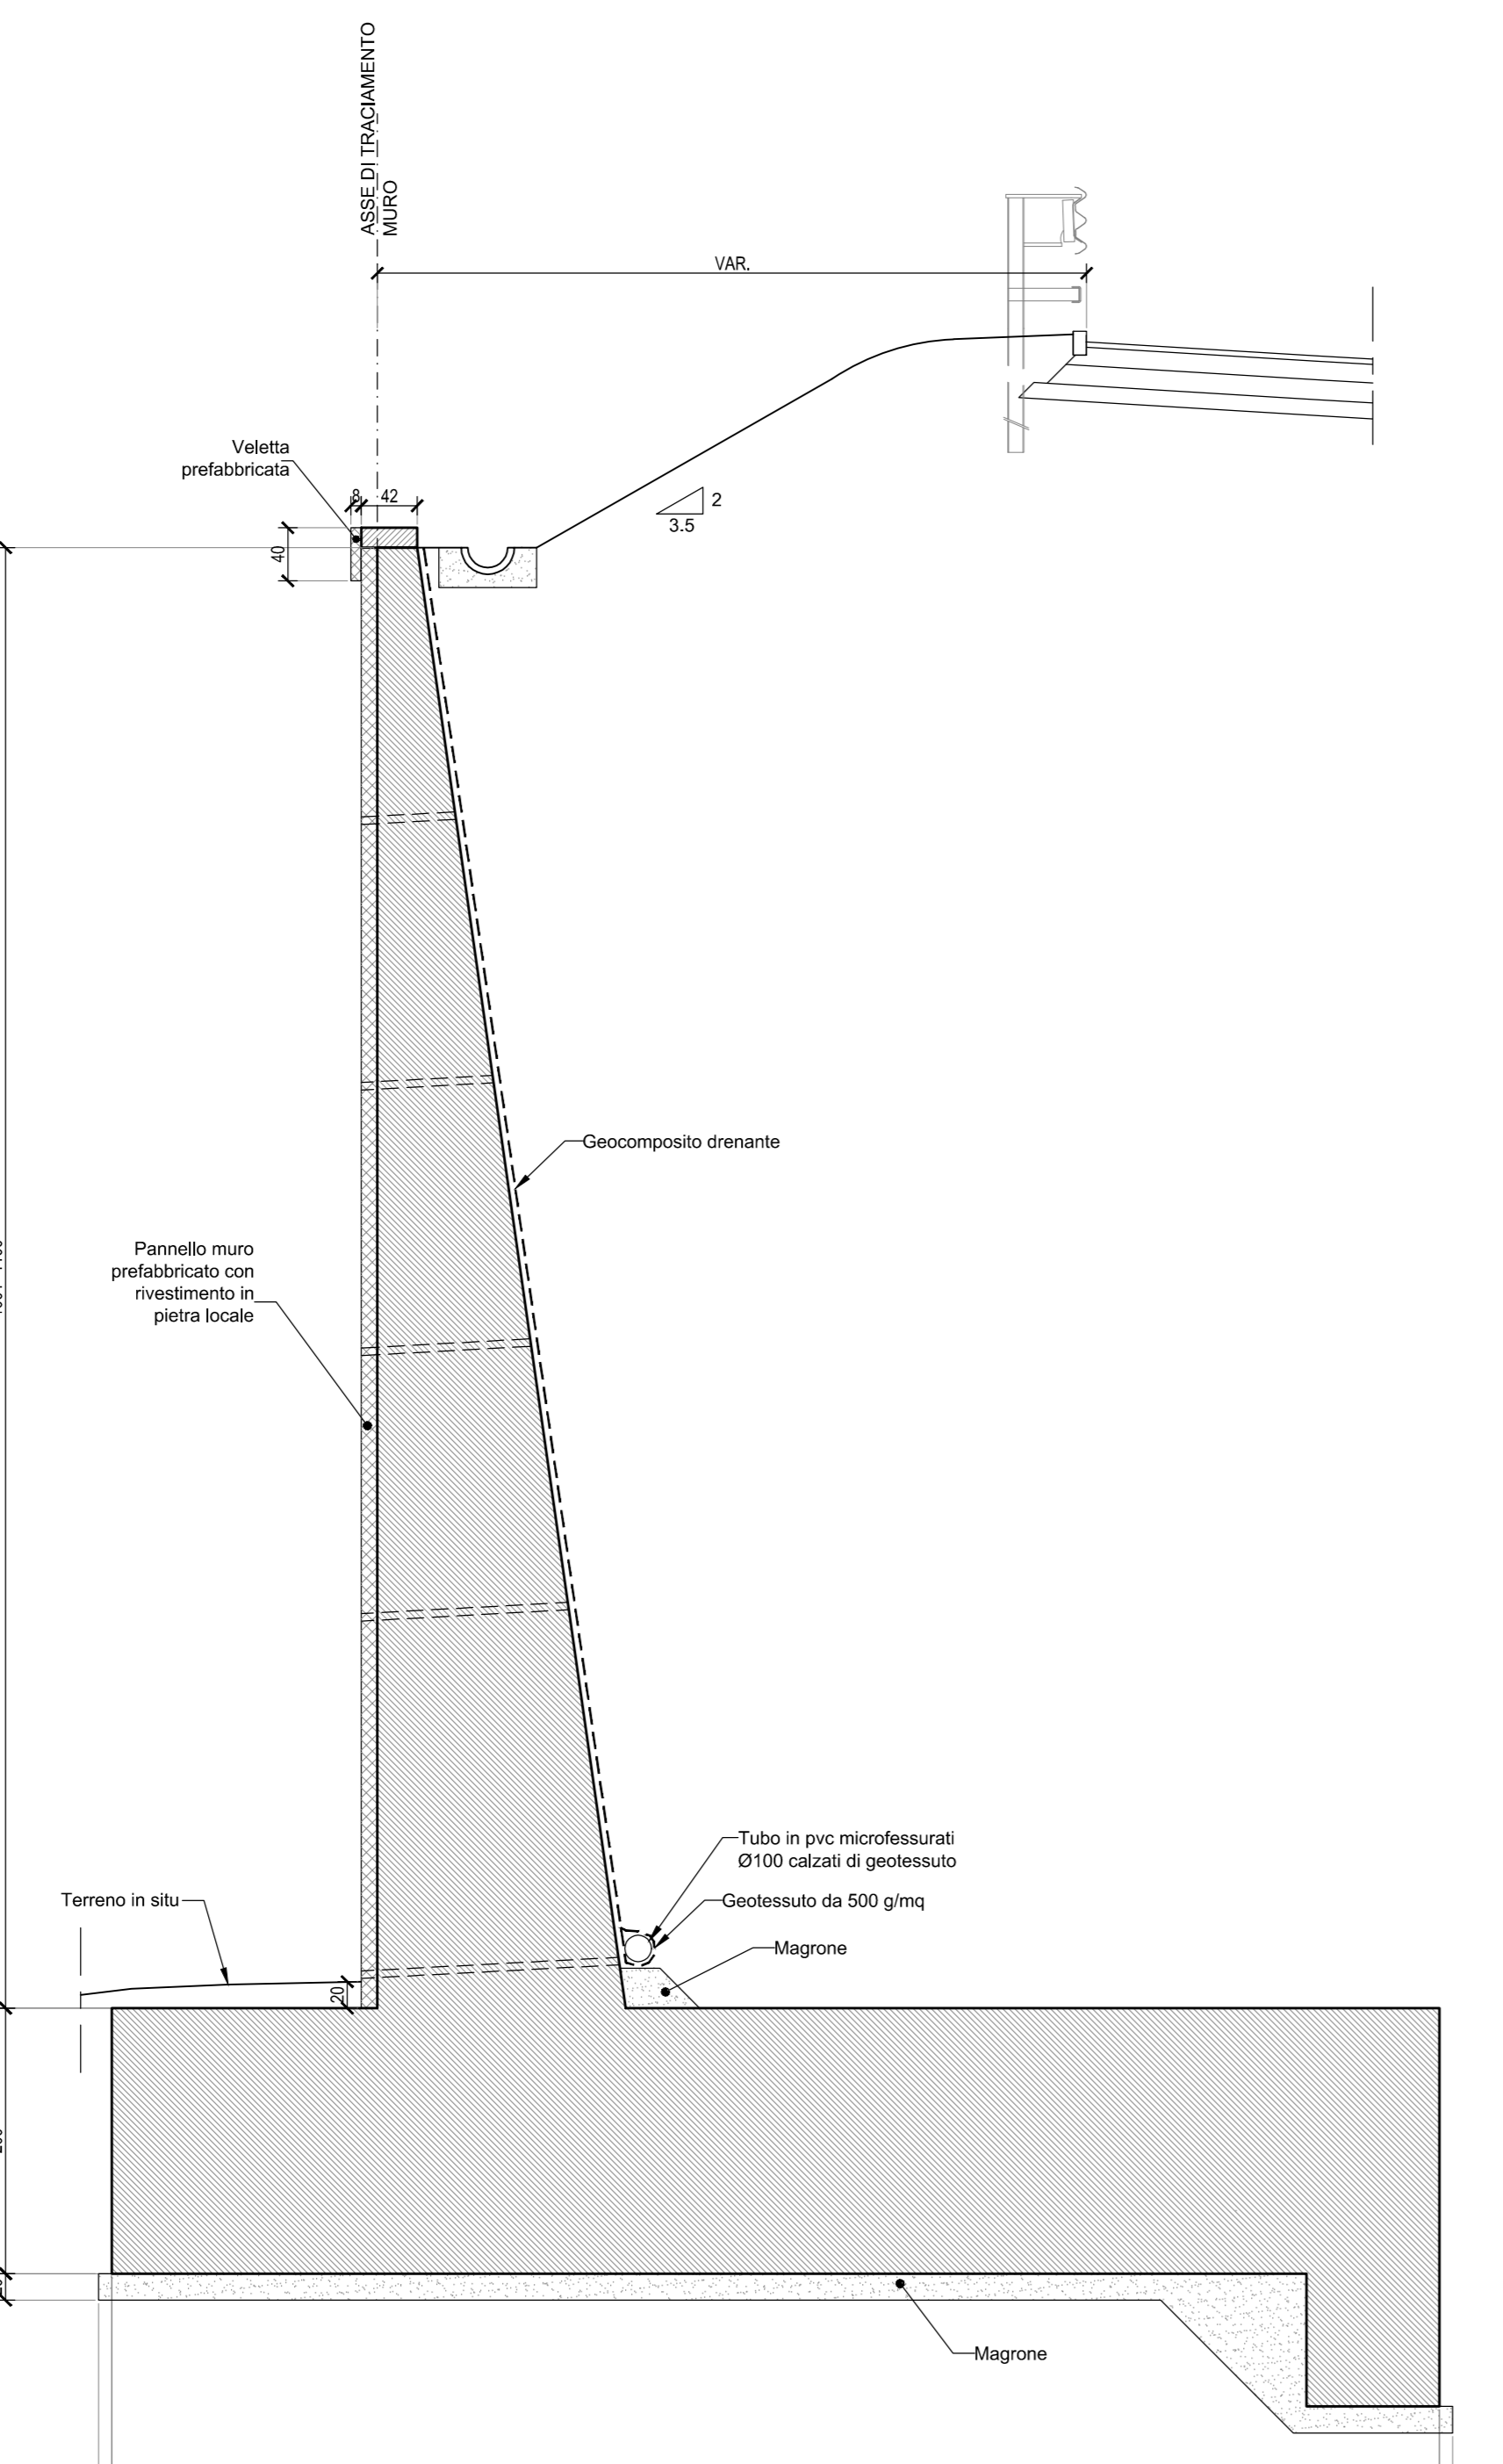 ASSE DI TRACIAMENTO
MURO
VAR.
Veletta
prefabbricata
8
42
40
2
3.5
Geocomposito drenante
Pannello muro
prefabbricato con
rivestimento in
pietra locale
Tubo in pvc microfessurati
Ø100 calzati di geotessuto
Geotessuto da 500 g/mq
Terreno in situ
Magrone
20
Magrone